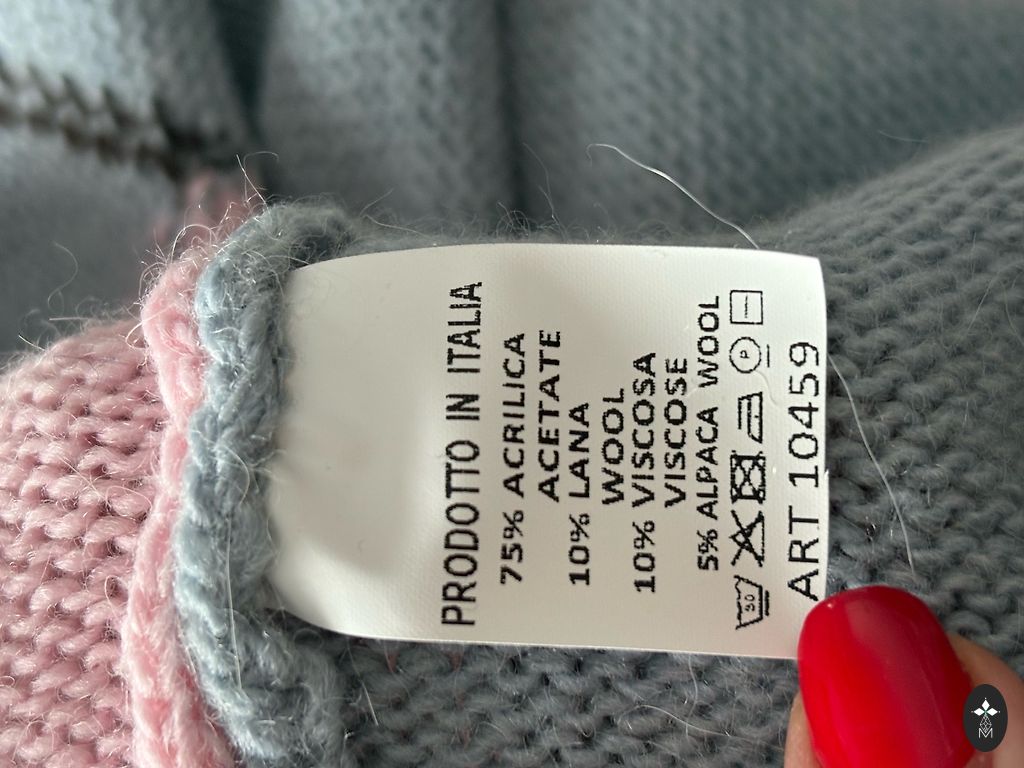 PRODOTTO IN ITALIA
75% ACRILICA
ACETATE
10% LANA
WOOL
10% VISCOSA
VISCOSE
5% ALPACA WOOL
30 P
ART 10459
M